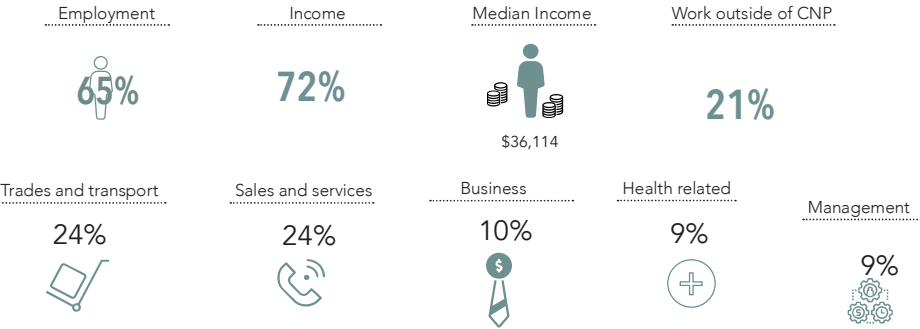 Employment
Income
Median Income
Work outside of CNP
65%
72%
21%
$36,114
Trades and transport
Sales and services
Business
Health related
Management
24%
24%
10%
9%
9%
$
$